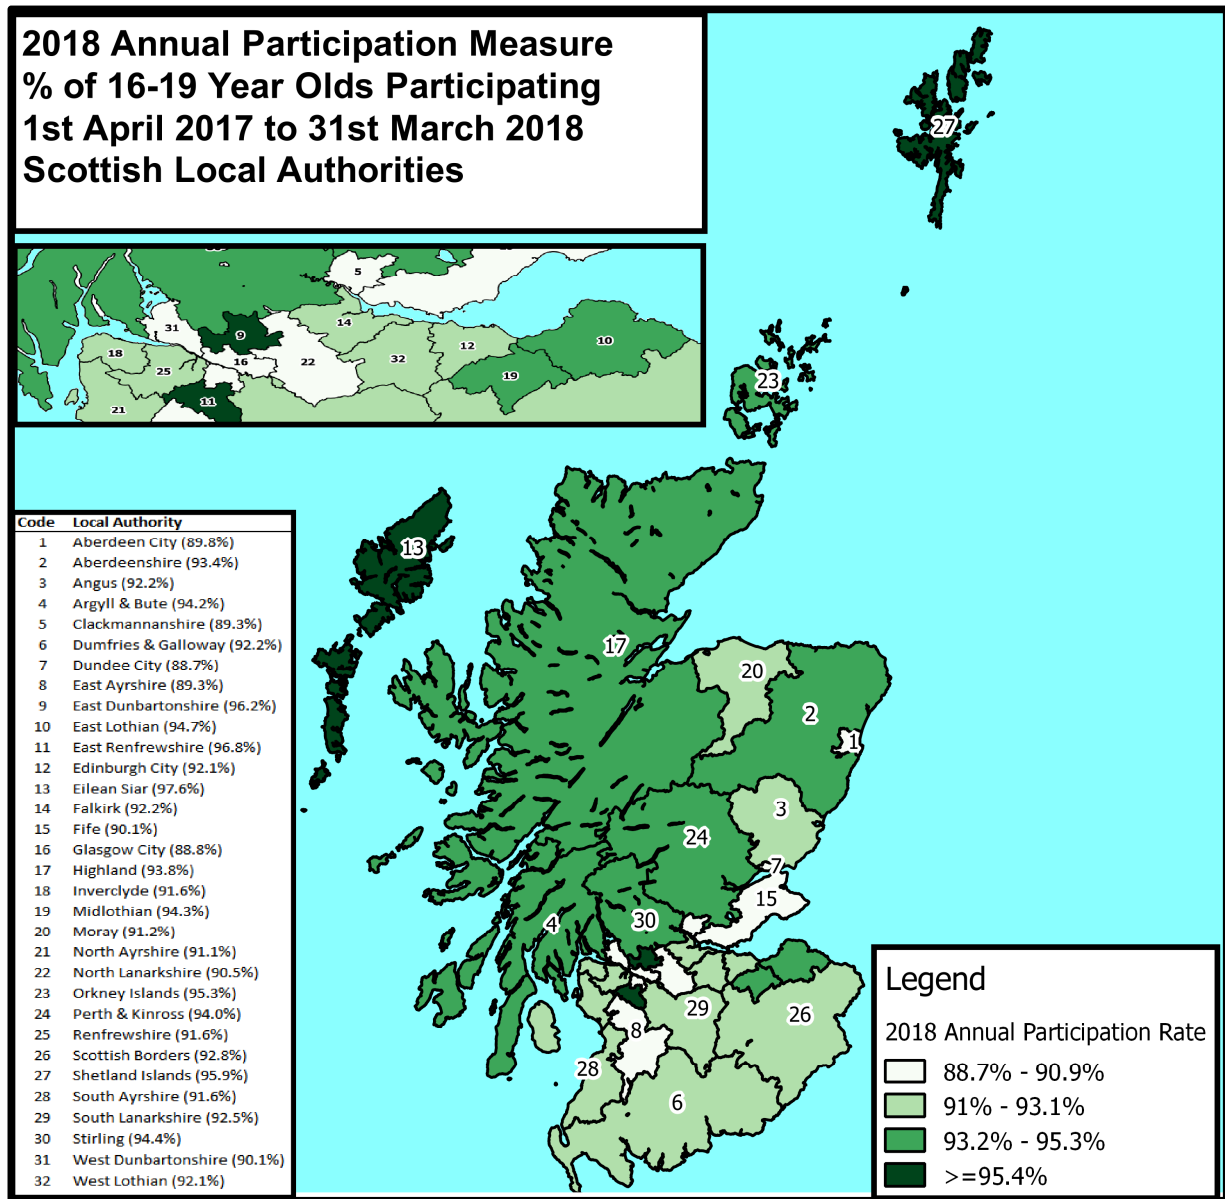 2018 Annual Participation Measure
% of 16-19 Year Olds Participating
1st April 2017 to 31st March 2018
Scottish Local Authorities
5
31
9
14
12
10
18
16
22
32
25
19
11
21
Code Local Authority
1 Aberdeen City (89.8%)
2 Aberdeenshire (93.4%)
3 Angus (92.2%)
4 Argyll & Bute (94.2%)
5 Clackmannanshire (89.3%)
6 Dumfries & Galloway (92.2%)
7 Dundee City (88.7%)
8 East Ayrshire (89.3%)
9 East Dunbartonshire (96.2%)
10 East Lothian (94.7%)
11 East Renfrewshire (96.8%)
12 Edinburgh City (92.1%)
13 Eilean Siar (97.6%)
14 Falkirk (92.2%)
15 Fife (90.1%)
16 Glasgow City (88.8%)
17 Highland (93.8%)
18 Inverclyde (91.6%)
19 Midlothian (94.3%)
20 Moray (91.2%)
21 North Ayrshire (91.1%)
22 North Lanarkshire (90.5%)
23 Orkney Islands (95.3%)
24 Perth & Kinross (94.0%)
25 Renfrewshire (91.6%)
26 Scottish Borders (92.8%)
27 Shetland Islands (95.9%)
28 South Ayrshire (91.6%)
29 South Lanarkshire (92.5%)
30 Stirling (94.4%)
31 West Dunbartonshire (90.1%)
32 West Lothian (92.1%)
27
23
13
17
20
2
1
3
24
7
15
4
30
29
26
8
28
6
Legend
2018 Annual Participation Rate
88.7% - 90.9%
91% - 93.1%
93.2% - 95.3%
>=95.4%